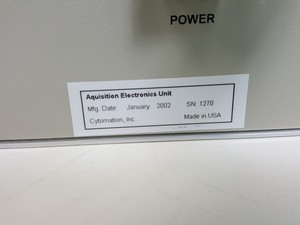 POWER
Aquisition Electronics Unit
Mfg. Date: January 2002 SN: 1270
Cytomation, Inc. Made in USA